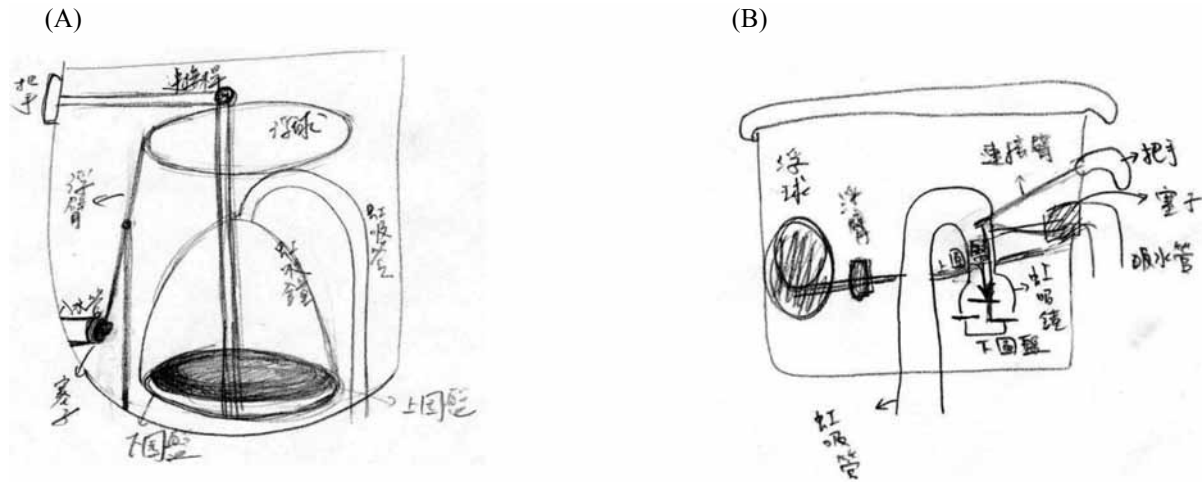 (A)
把手
連接桿
浮球
浮臂
虹吸管
虹吸鐘
入水管
塞子
下圓盤
上圓盤
(B)
浮球
浮臂
連接臂
把手
塞子
上圓盤
吸水管
虹吸鐘
下圓盤
虹吸管